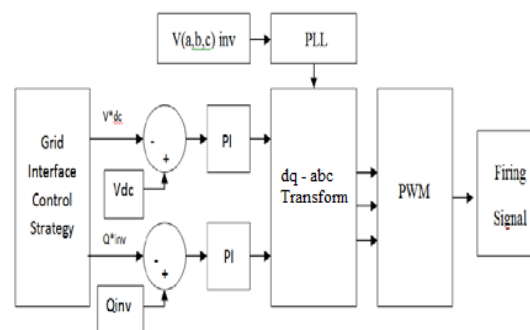 V(a,b,c) inv
PLL
Grid
Interface
Control
Strategy
V*dc
-
+
Vdc
PI
Q*inv
-
+
Qinv
PI
dq - abc
Transform
PWM
Firing
Signal